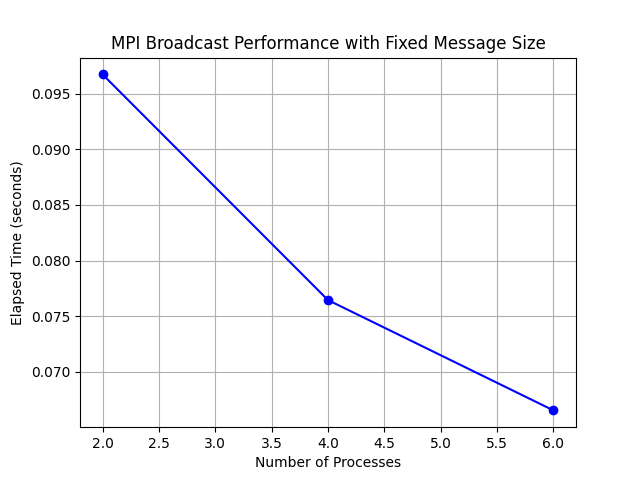 MPI Broadcast Performance with Fixed Message Size
Elapsed Time (seconds)
0.095
0.090
0.085
0.080
0.075
0.070
2.0 2.5 3.0 3.5 4.0 4.5 5.0 5.5 6.0
Number of Processes